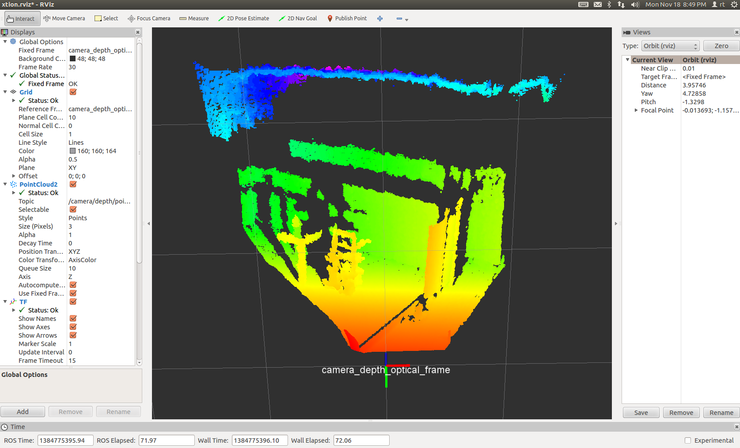 xtion.rviz* - RViz
Mon Nov 18 8:49 PM rt
Interact Move Camera Select Focus Camera Measure 2D Pose Estimate 2D Nav Goal Publish Point
Displays
Global Options
Fixed Frame camera_depth_opti...
Background C... 48; 48; 48
Frame Rate 30
Global Status...
Fixed Frame OK
Grid
Status: Ok
Reference Fr... camera_depth_opti...
Plane Cell Co... 10
Normal Cell C... 0
Cell Size 1
Line Style Lines
Color 160; 160; 164
Alpha 0.5
Plane XY
Offset 0; 0; 0
PointCloud2
Status: Ok
Topic /camera/depth/poi...
Selectable
Style Points
Size (Pixels) 3
Alpha 1
Decay Time 0
Position Tran... XYZ
Color Transfo... AxisColor
Queue Size 10
Axis Z
Autocompute...
Use Fixed Fra...
TF
Status: Ok
Show Names
Show Axes
Show Arrows
Marker Scale 1
Update Interval 0
Frame Timeout 15
Global Options
Add Remove Rename
camera_depth_optical_frame
Views
Type: Orbit (rviz) Zero
Current View Orbit (rviz)
Near Clip ... 0.01
Target Fra... <Fixed Frame>
Distance 3.95746
Yaw 4.72858
Pitch -1.3298
Focal Point -0.013693; -1.157...
Save Remove Rename
Time
ROS Time: 1384775395.94 ROS Elapsed: 71.97 Wall Time: 1384775396.10 Wall Elapsed: 72.06 Experimental